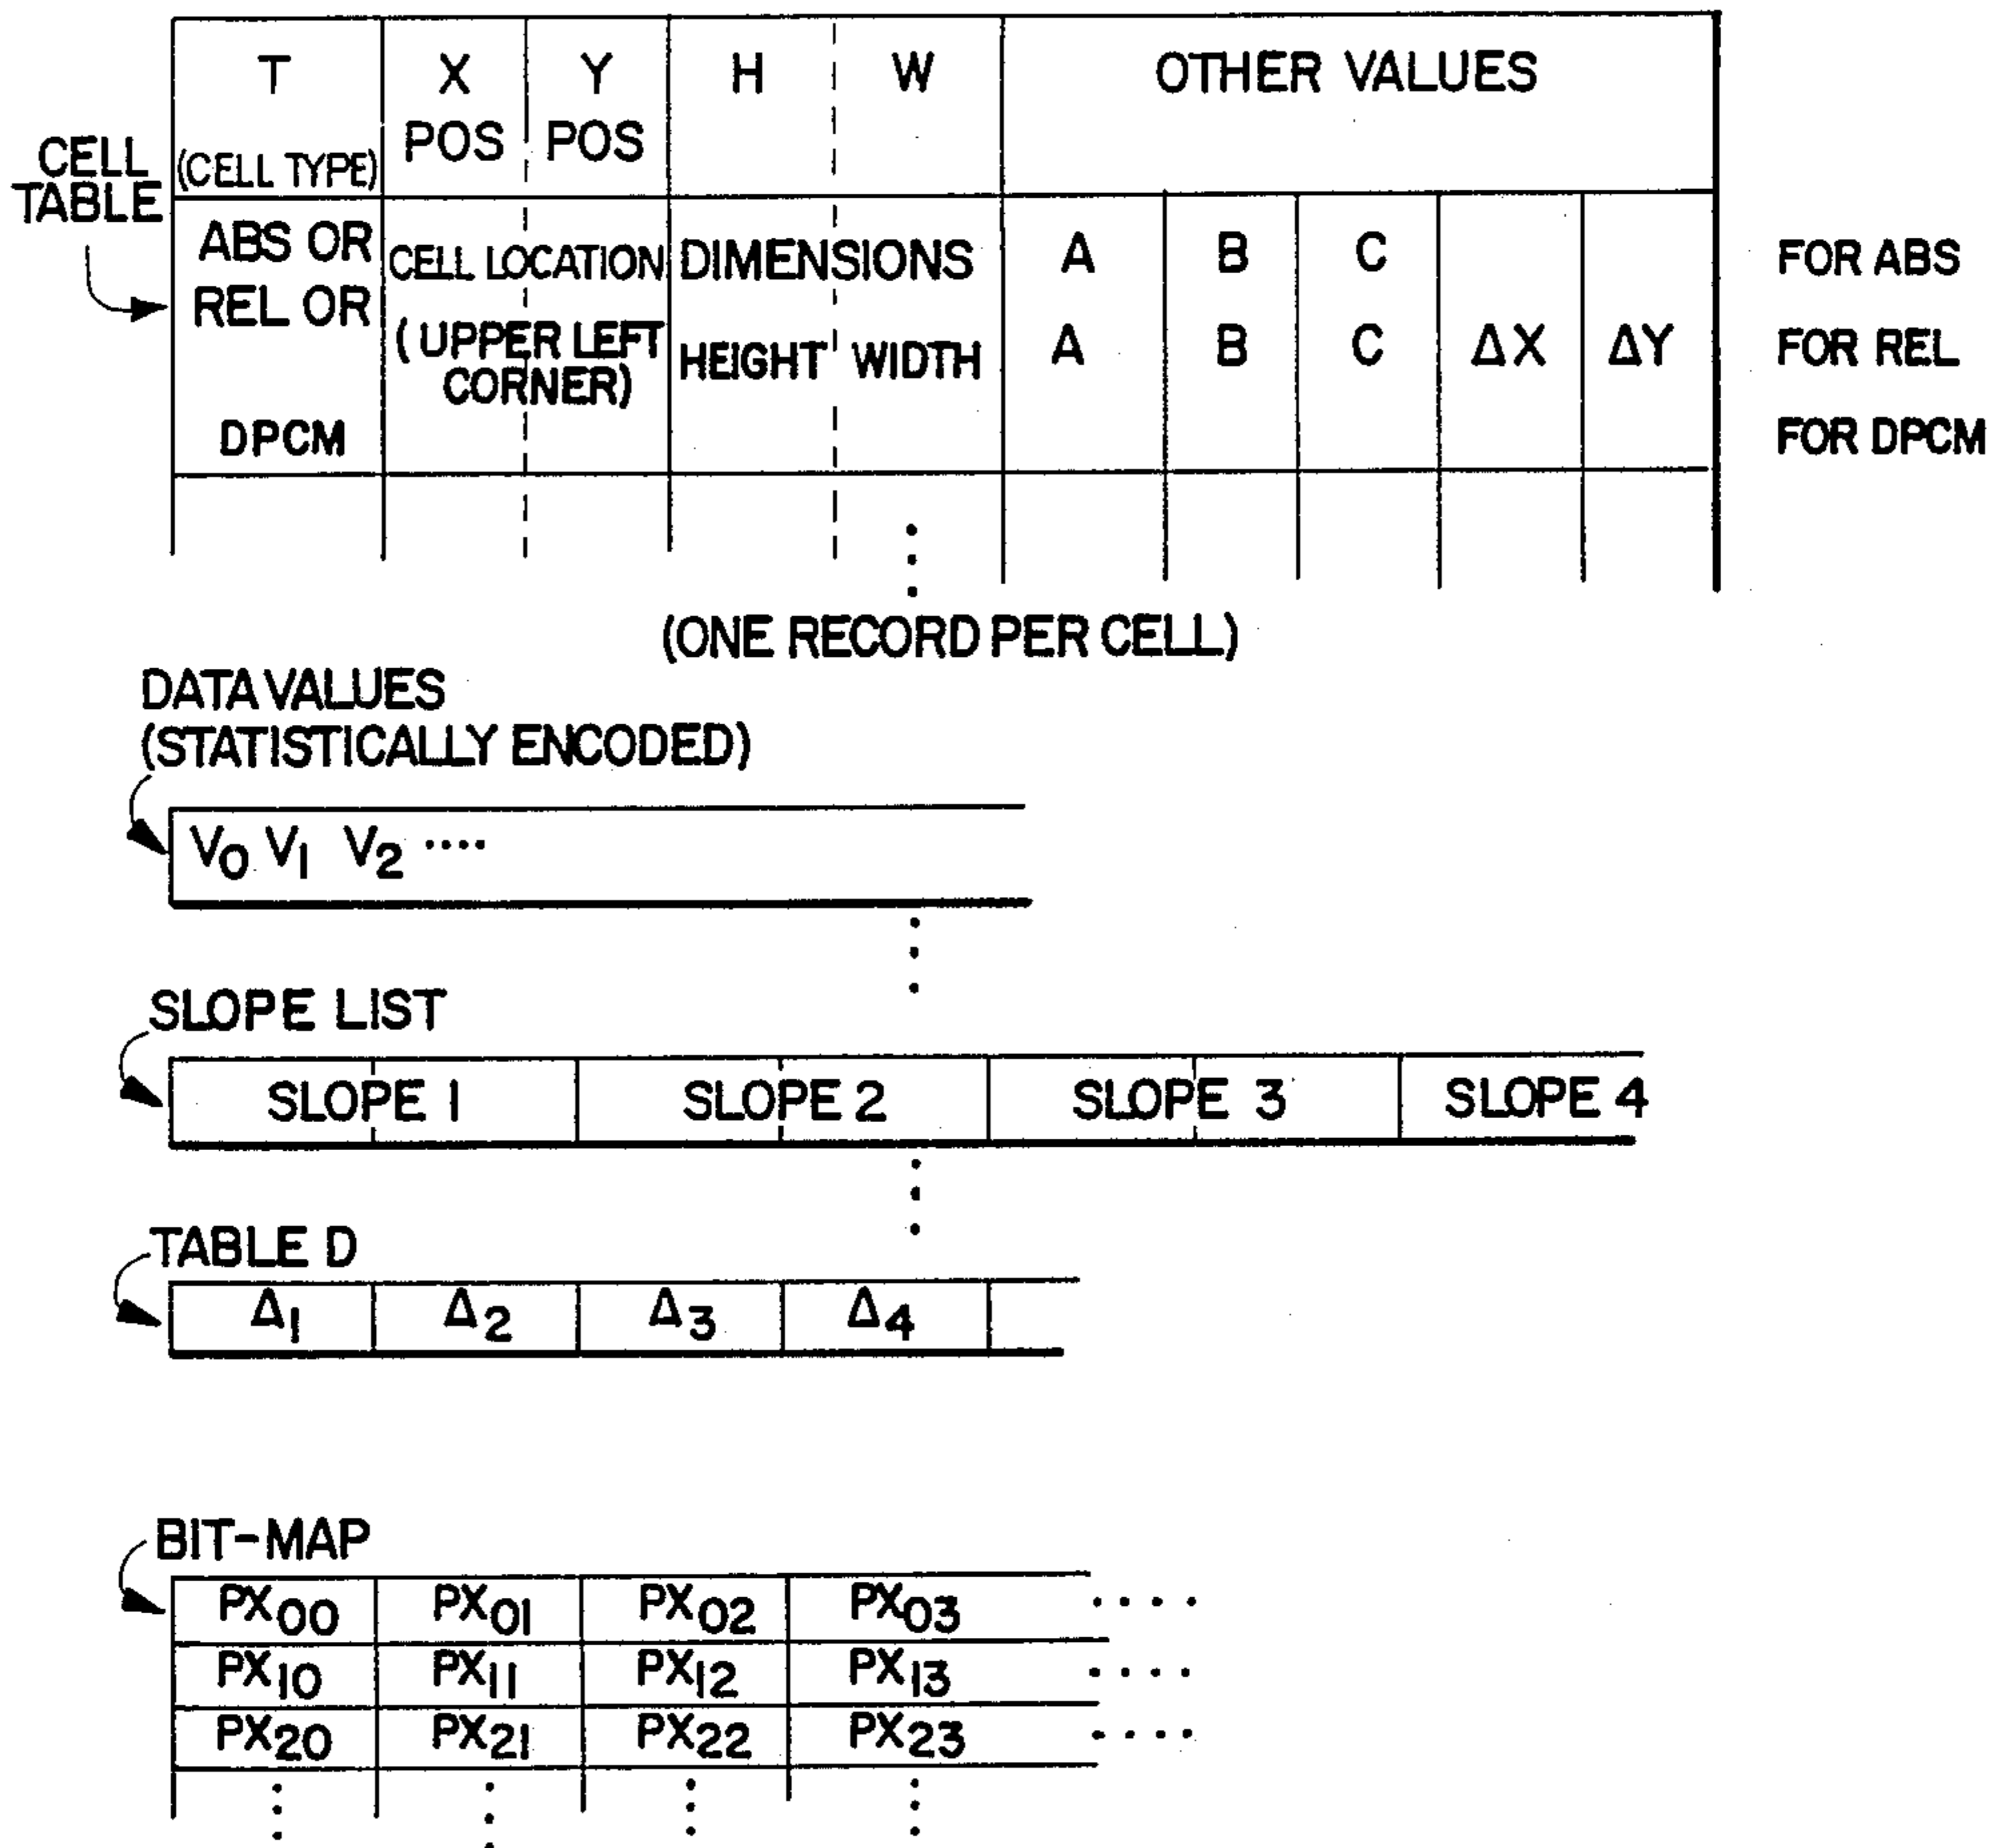 T X Y H W OTHER VALUES
POS POS
(CELL TYPE)
CELL
TABLE
ABS OR CELL LOCATION DIMENSIONS A B C FOR ABS
REL OR (UPPER LEFT HEIGHT WIDTH A B C ΔX ΔY FOR REL
CORNER)
DPCM FOR DPCM
(ONE RECORD PER CELL)
DATA VALUES
(STATISTICALLY ENCODED)
V0 V1 V2 ····
SLOPE LIST
SLOPE 1 SLOPE 2 SLOPE 3 SLOPE 4
TABLE D
Δ1 Δ2 Δ3 Δ4
BIT-MAP
PX00 PX01 PX02 PX03 ····
PX10 PX11 PX12 PX13 ····
PX20 PX21 PX22 PX23 ····